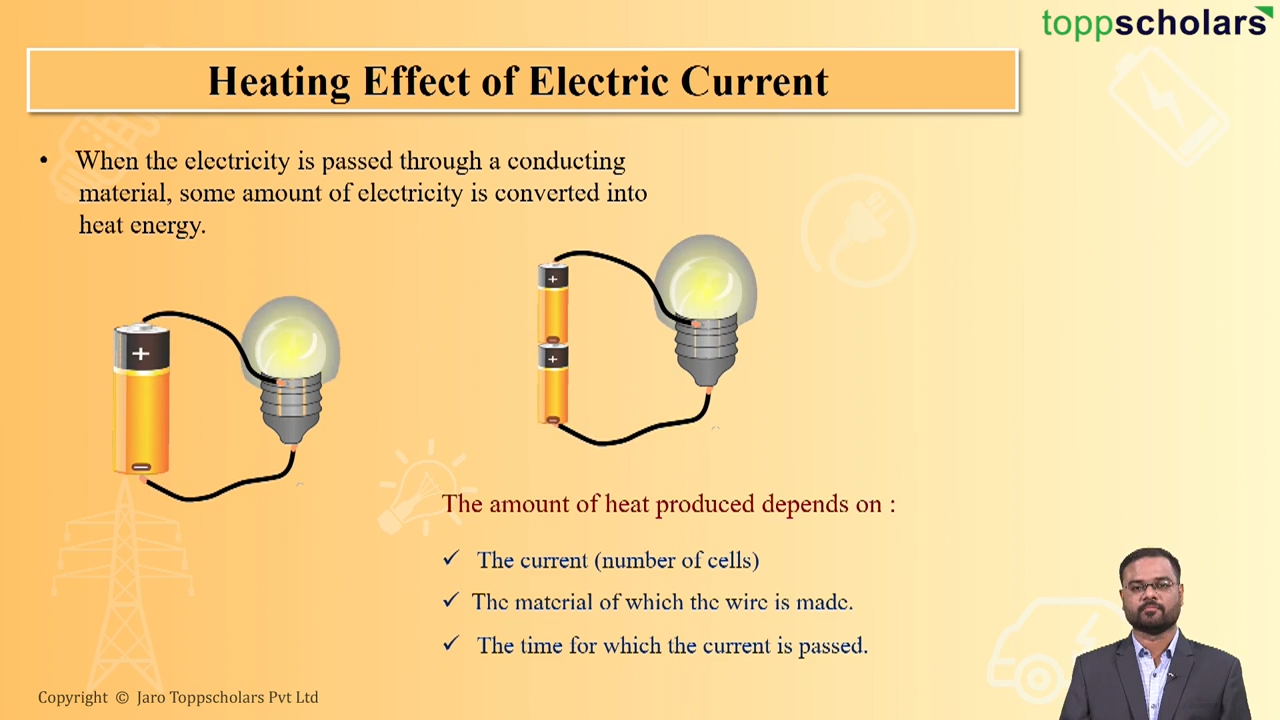 toppscholars
Heating Effect of Electric Current
• When the electricity is passed through a conducting
material, some amount of electricity is converted into
heat energy.
+
+
+
The amount of heat produced depends on :
✓ The current (number of cells)
✓ The material of which the wire is made.
✓ The time for which the current is passed.
Copyright © Jaro Toppscholars Pvt Ltd